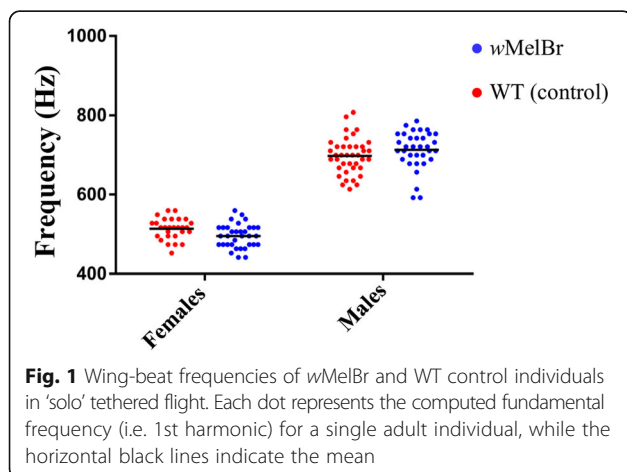 1000
800
600
400
Frequency (Hz)
wMelBr
WT (control)
Females
Males
Fig. 1 Wing-beat frequencies of wMelBr and WT control individuals
in ‘solo’ tethered flight. Each dot represents the computed fundamental
frequency (i.e. 1st harmonic) for a single adult individual, while the
horizontal black lines indicate the mean